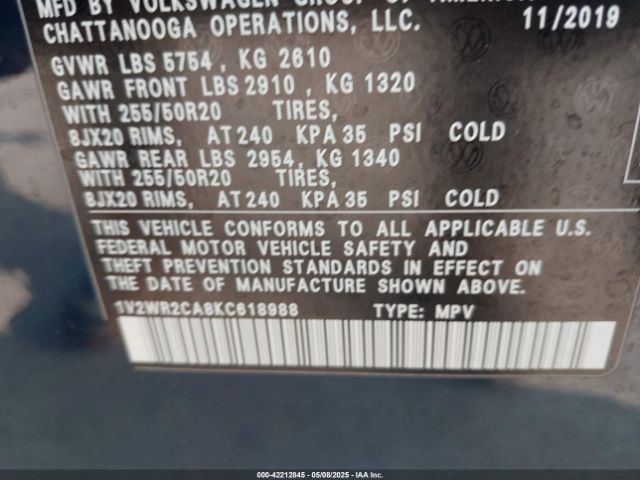 MFD BY VOLKSWAGEN GROUP OF
CHATTANOOGA OPERATIONS, LLC. 11/2019
GVWR LBS 5754, KG 2610
GAWR FRONT LBS 2910, KG 1320
WITH 255/50R20 TIRES,
8JX20 RIMS, AT 240 KPA 35 PSI COLD
GAWR REAR LBS 2954, KG 1340
WITH 255/50R20 TIRES,
8JX20 RIMS, AT 240 KPA 35 PSI COLD
THIS VEHICLE CONFORMS TO ALL APPLICABLE U.S.
FEDERAL MOTOR VEHICLE SAFETY AND
THEFT PREVENTION STANDARDS IN EFFECT ON
THE DATE OF MANUFACTURE SHOWN ABOVE.
1V2WR2CA8KC618988 TYPE: MPV
000-42212845 - 05/08/2025 - IAA Inc.